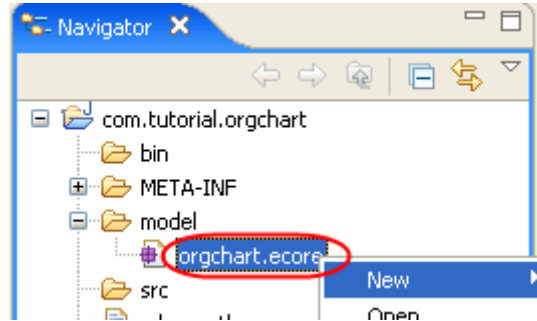 Navigator
com.tutorial.orgchart
bin
META-INF
model
orgchart.ecore
New
src
Open